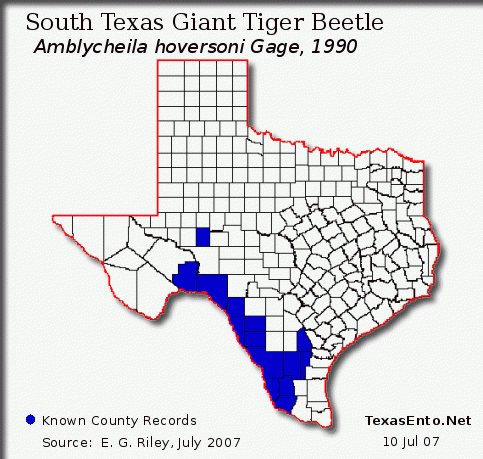 South Texas Giant Tiger Beetle
Amblycheila hoversoni Gage, 1990
Known County Records
TexasEnto.Net
Source: E. G. Riley, July 2007
10 Jul 07